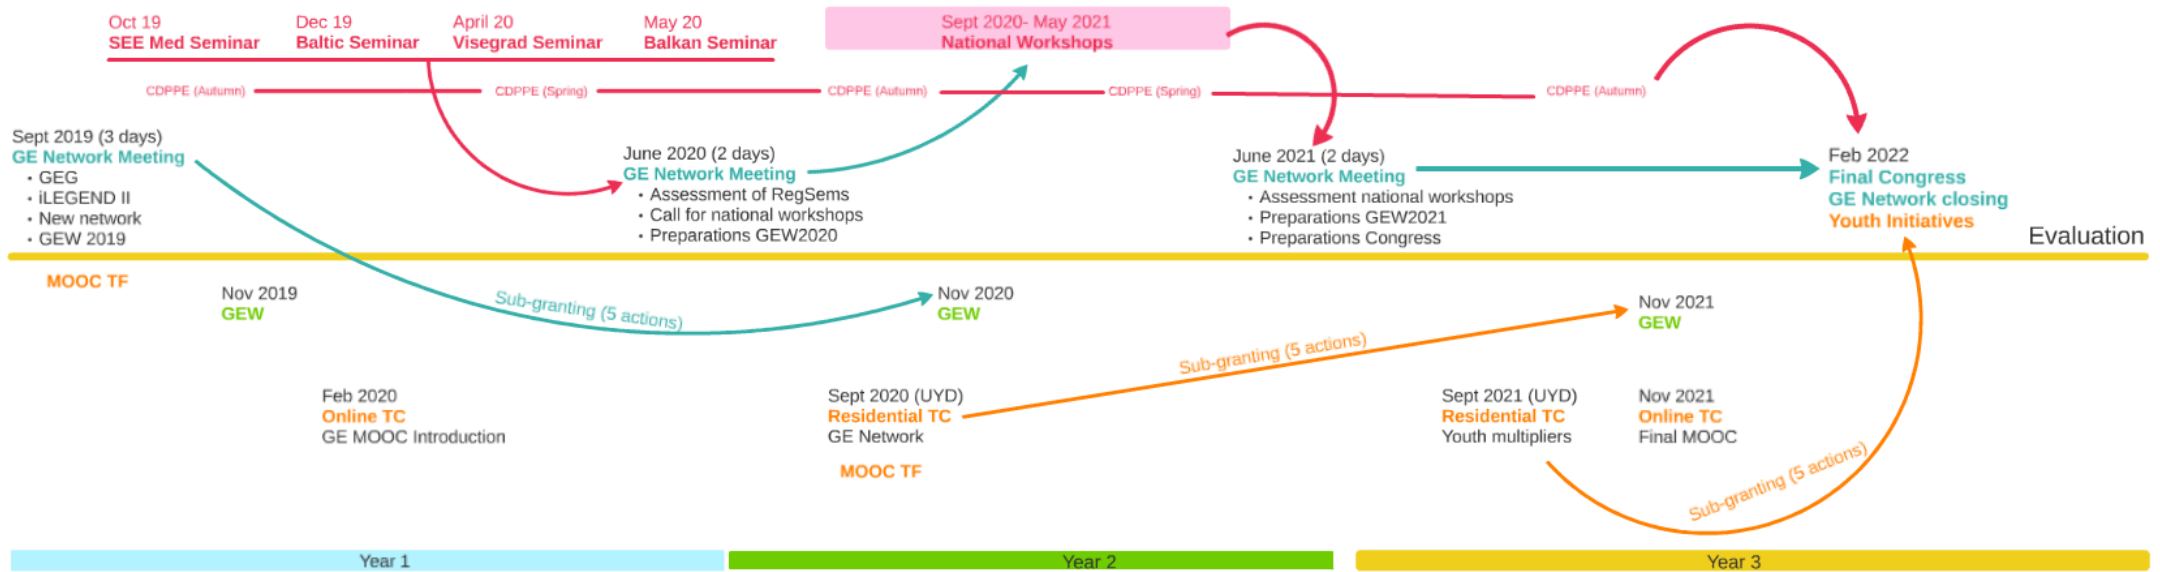 Oct 19
SEE Med Seminar
Dec 19
Baltic Seminar
April 20
Visegrad Seminar
May 20
Balkan Seminar
Sept 2020- May 2021
National Workshops
CDPPE (Autumn)
CDPPE (Spring)
CDPPE (Autumn)
CDPPE (Spring)
CDPPE (Autumn)
Sept 2019 (3 days)
GE Network Meeting
• GEG
• iLEGEND II
• New network
• GEW 2019
June 2020 (2 days)
GE Network Meeting
• Assessment of RegSems
• Call for national workshops
• Preparations GEW2020
June 2021 (2 days)
GE Network Meeting
• Assessment national workshops
• Preparations GEW2021
• Preparations Congress
Feb 2022
Final Congress
GE Network closing
Youth Initiatives
Evaluation
MOOC TF
Nov 2019
GEW
Sub-granting (5 actions)
Nov 2020
GEW
Sub-granting (5 actions)
Nov 2021
GEW
Feb 2020
Online TC
GE MOOC Introduction
Sept 2020 (UYD)
Residential TC
GE Network
MOOC TF
Sept 2021 (UYD)
Residential TC
Youth multipliers
Nov 2021
Online TC
Final MOOC
Sub-granting (5 actions)
Year 1
Year 2
Year 3